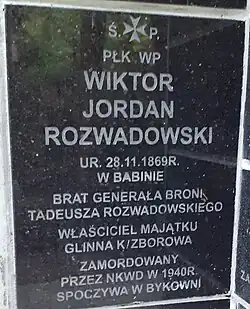 Ś. P.
PŁK WP
WIKTOR
JORDAN
ROZWADOWSKI
UR. 28.11.1869R.
W BABINIE
BRAT GENERAŁA BRONI
TADEUSZA ROZWADOWSKIEGO
WŁAŚCICIEL MAJĄTKU
GLINNA K/ZBOROWA
ZAMORDOWANY
PRZEZ NKWD W 1940R.
SPOCZYWA W BYKOWNI